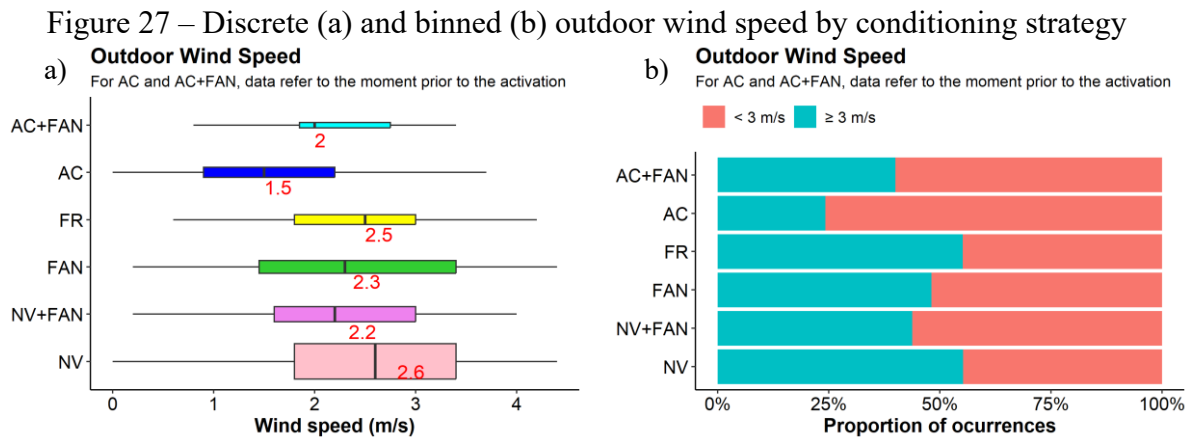 Figure 27 – Discrete (a) and binned (b) outdoor wind speed by conditioning strategy
a)
Outdoor Wind Speed
For AC and AC+FAN, data refer to the moment prior to the activation
AC+FAN
2
AC
1.5
FR
2.5
FAN
2.3
NV+FAN
2.2
NV
2.6
0 1 2 3 4
Wind speed (m/s)
b)
Outdoor Wind Speed
For AC and AC+FAN, data refer to the moment prior to the activation
< 3 m/s ≥ 3 m/s
AC+FAN
AC
FR
FAN
NV+FAN
NV
0% 25% 50% 75% 100%
Proportion of ocurrences